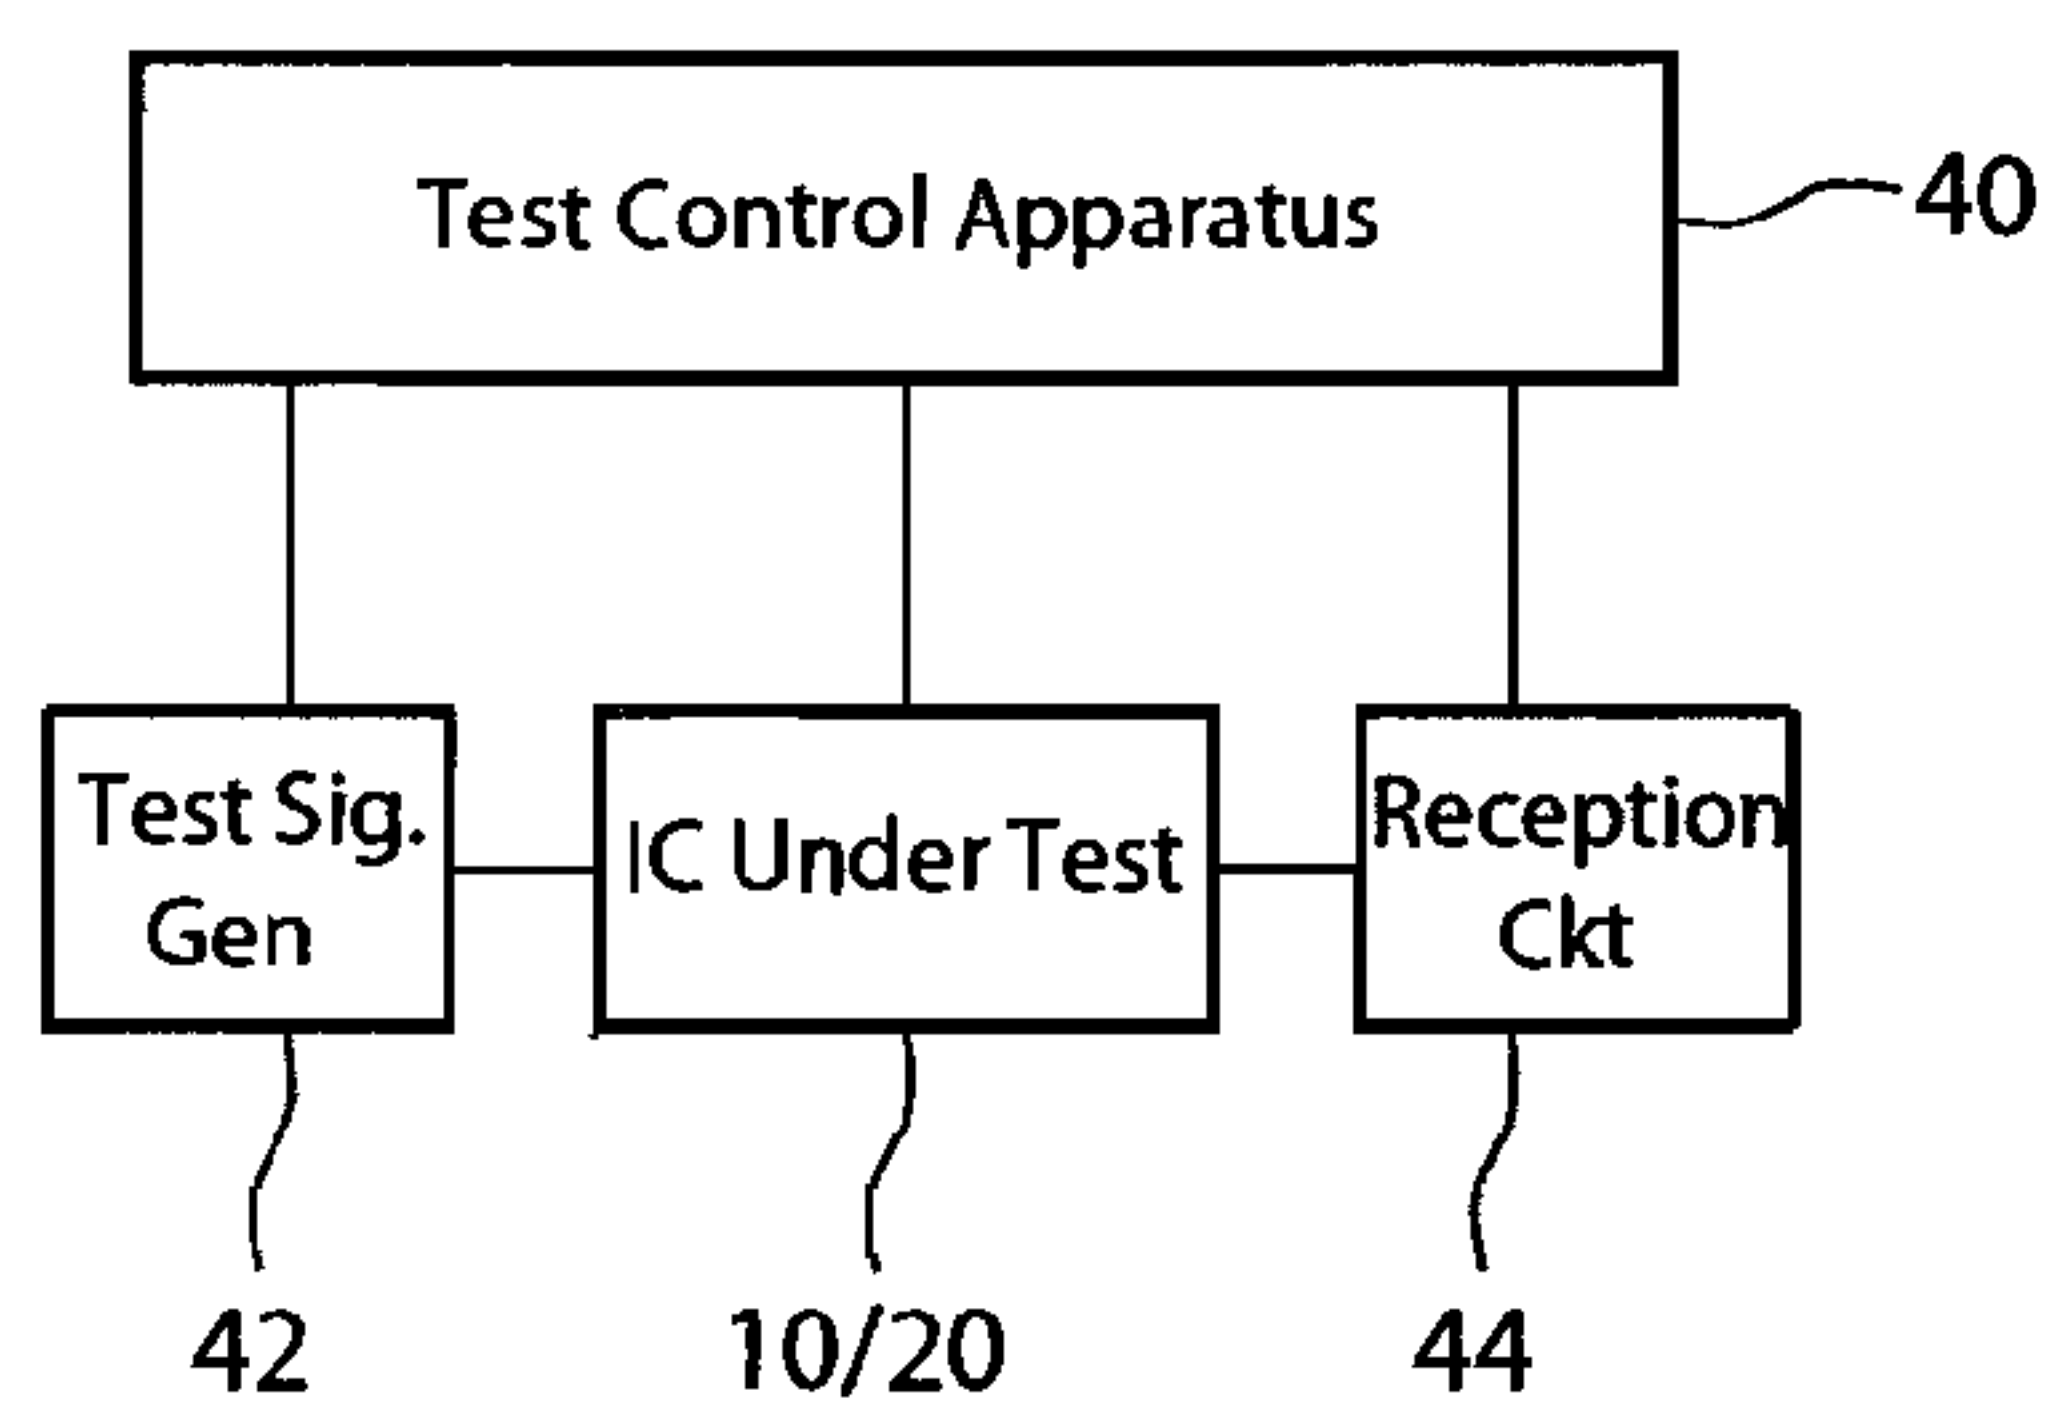 Test Control Apparatus
40
Test Sig.
Gen
IC Under Test
Reception
Ckt
42
10/20
44